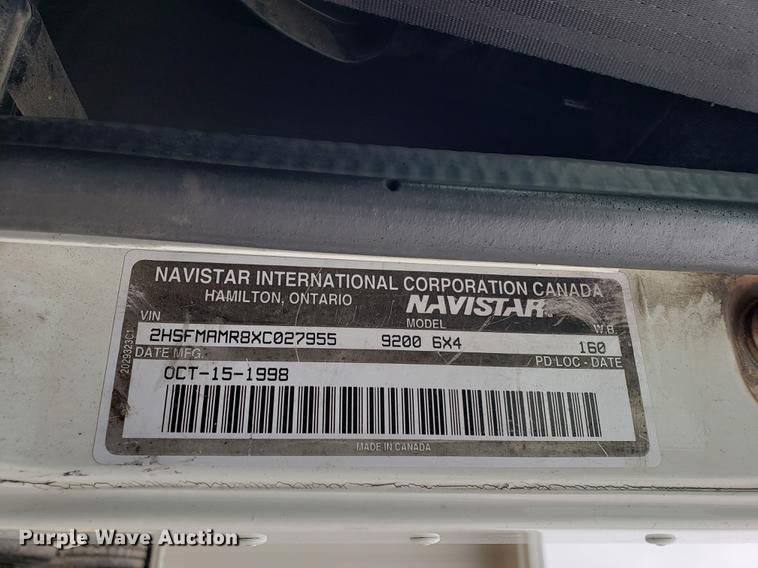 NAVISTAR INTERNATIONAL CORPORATION CANADA
HAMILTON, ONTARIO NAVISTAR
VIN MODEL W.B.
2HSFMAMR8XC027955 9200 6X4 160
DATE MFG. PD LOC - DATE
OCT-15-1998
2029323C1
MADE IN CANADA
Purple Wave Auction